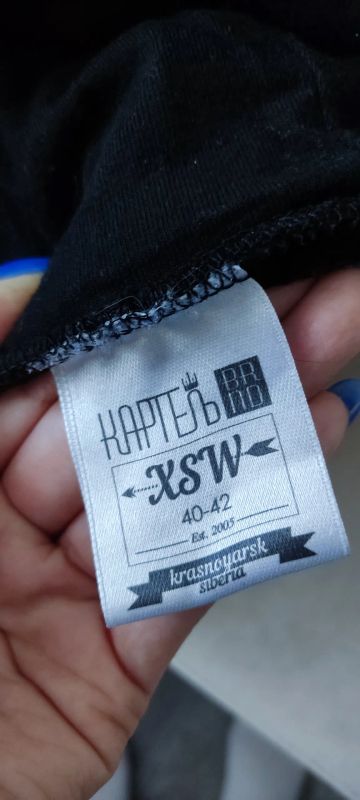 КАРТЕЛЬ BRAND
XSW
40-42
Est. 2005
krasnoyarsk
siberia